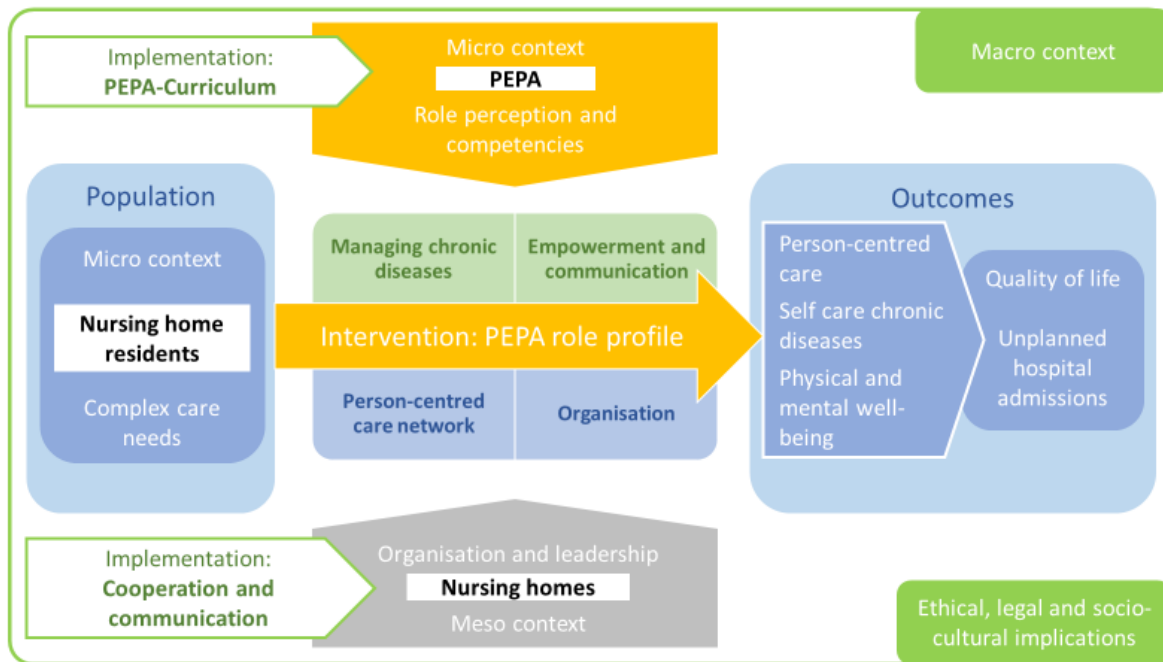 Implementation:
PEPA-Curriculum
Micro context
PEPA
Role perception and
competencies
Macro context
Population
Micro context
Nursing home
residents
Complex care
needs
Managing chronic
diseases
Empowerment and
communication
Intervention: PEPA role profile
Person-centred
care network
Organisation
Outcomes
Person-centred
care
Self care chronic
diseases
Physical and
mental well-
being
Quality of life
Unplanned
hospital
admissions
Implementation:
Cooperation and
communication
Organisation and leadership
Nursing homes
Meso context
Ethical, legal and socio-
cultural implications